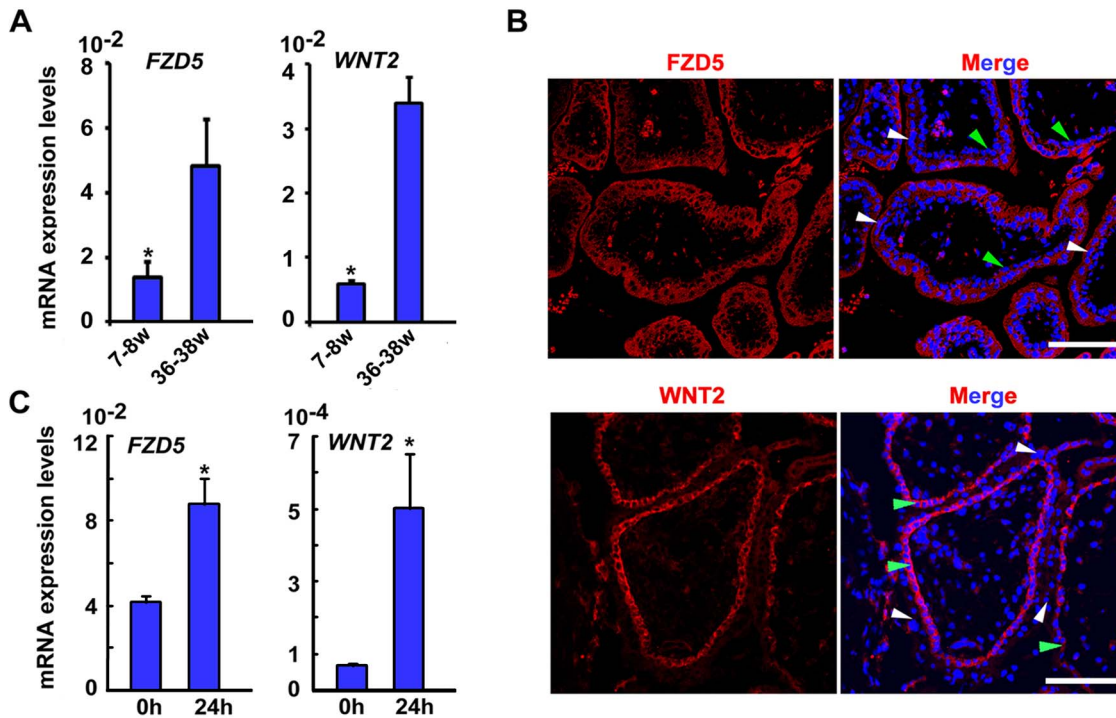 A
B
mRNA expression levels
10-2
FZD5
8
6
4
2
0
7-8w
36-38w
10-2
WNT2
4
3
2
1
0
7-8w
36-38w
FZD5
Merge
C
mRNA expression levels
10-2
FZD5
12
8
4
0
*
*
*
0h
24h
10-4
WNT2
7
5
4
1
0
*
0h
24h
WNT2
Merge